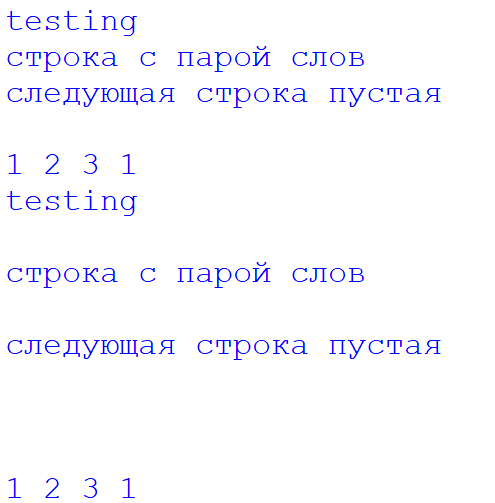 testing
строка с парой слов
следующая строка пустая

1 2 3 1
testing

строка с парой слов

следующая строка пустая



1 2 3 1